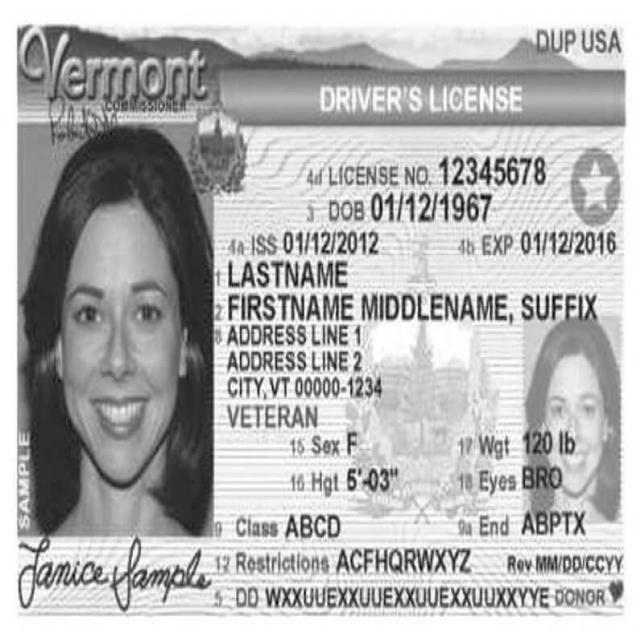 Vermont
DUP USA
COMMISSIONER
DRIVER'S LICENSE
4d LICENSE NO. 12345678
3 DOB 01/12/1967
4a ISS 01/12/2012 4b EXP 01/12/2016
1 LASTNAME
2 FIRSTNAME MIDDLENAME, SUFFIX
8 ADDRESS LINE 1
ADDRESS LINE 2
CITY,VT 00000-1234
VETERAN
15 Sex F 17 Wgt 120 lb
16 Hgt 5'-03" 18 Eyes BRO
9 Class ABCD 9a End ABPTX
12 Restrictions ACFHQRWXYZ Rev MM/DD/CCYY
5 DD WXUUEXXUUEXXUUEXXUUXXYYE DONOR
SAMPLE
Janice Sample